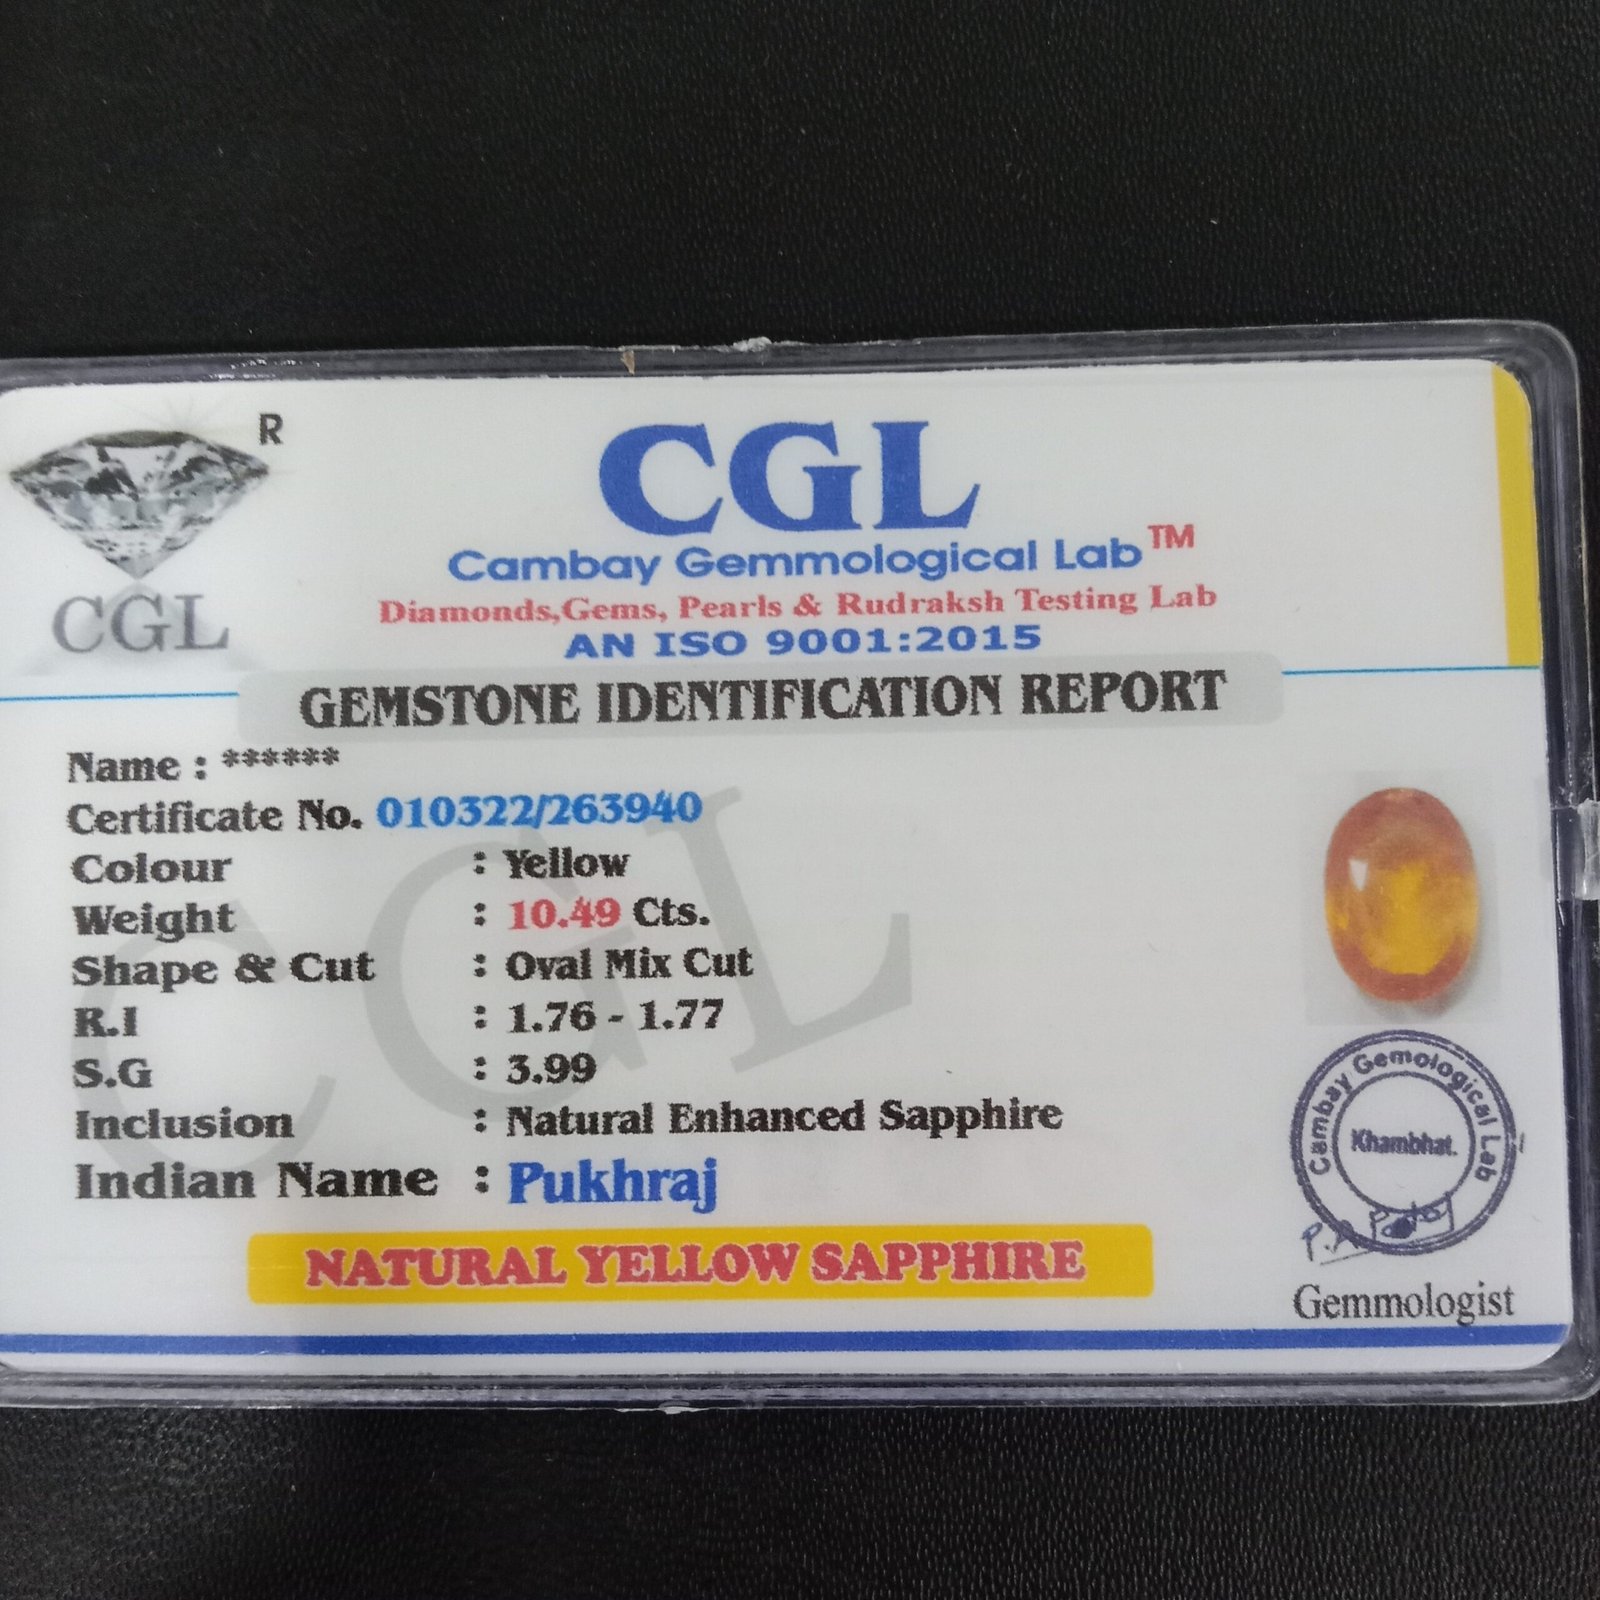 R
CGL
CGL
Cambay Gemmological Lab™
Diamonds,Gems, Pearls & Rudraksh Testing Lab
AN ISO 9001:2015
GEMSTONE IDENTIFICATION REPORT
Name : ******
Certificate No. 010322/263940
Colour : Yellow
Weight : 10.49 Cts.
Shape & Cut : Oval Mix Cut
R.I : 1.76 - 1.77
S.G : 3.99
Inclusion : Natural Enhanced Sapphire
Indian Name : Pukhraj
NATURAL YELLOW SAPPHIRE
CGL
Cambay Gemological Lab
Khambhat.
Gemmologist